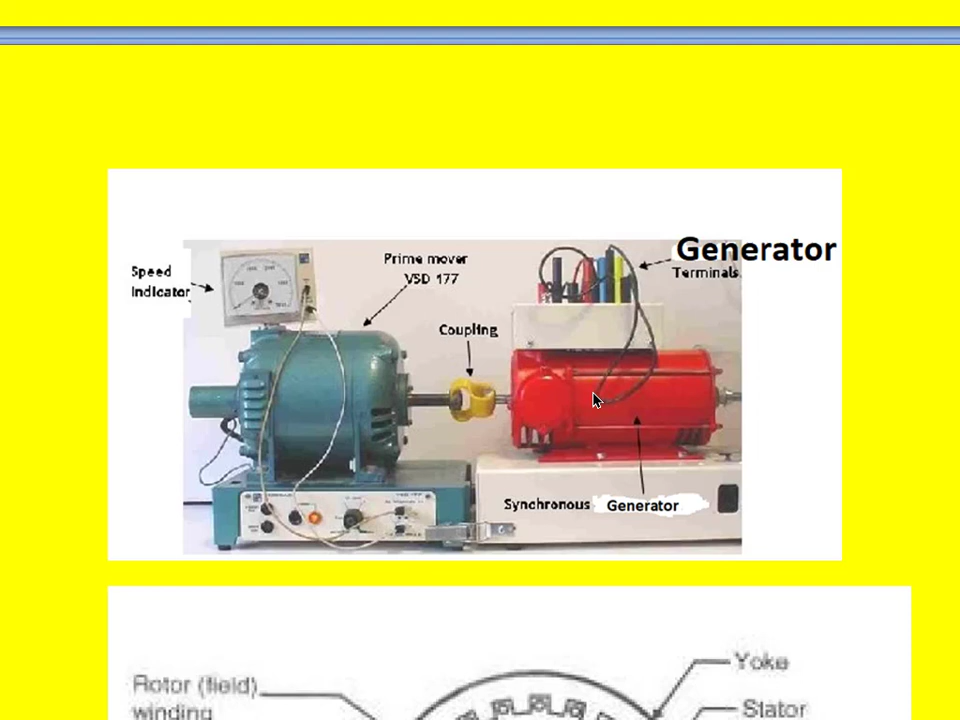 Generator
Terminals
Prime mover
VSD 177
Speed
Indicator
Coupling
Synchronous Generator
Yoke
Rotor (field)
winding
Stator